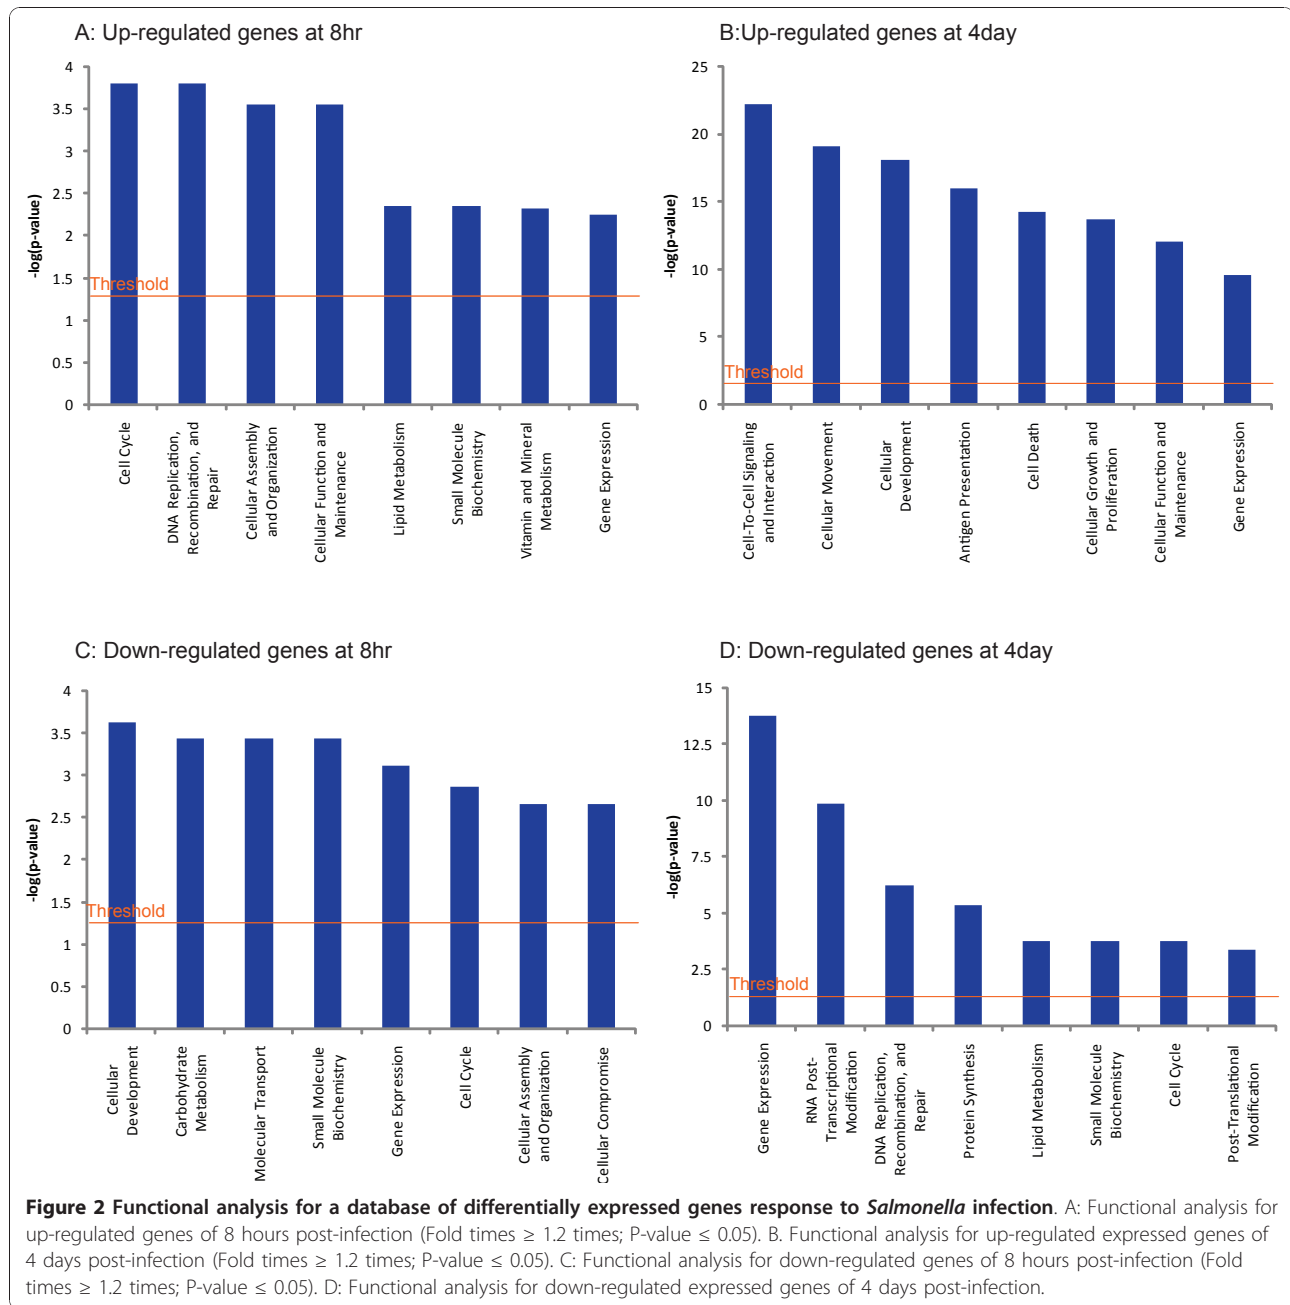 A: Up-regulated genes at 8hr
4
3.5
3
2.5
2
1.5
1
0.5
0
-log(p-value)
Threshold
Cell Cycle
DNA Replication,
Recombination, and
Repair
Cellular Assembly
and Organization
Cellular Function and
Maintenance
Lipid Metabolism
Small Molecule
Biochemistry
Vitamin and Mineral
Metabolism
Gene Expression
B:Up-regulated genes at 4day
25
20
15
10
5
0
-log(p-value)
Threshold
Cell-To-Cell Signaling
and Interaction
Cellular Movement
Cellular
Development
Antigen Presentation
Cell Death
Cellular Growth and
Proliferation
Cellular Function and
Maintenance
Gene Expression
C: Down-regulated genes at 8hr
4
3.5
3
2.5
2
1.5
1
0.5
0
-log(p-value)
Threshold
Cellular
Development
Carbohydrate
Metabolism
Molecular Transport
Small Molecule
Biochemistry
Gene Expression
Cell Cycle
Cellular Assembly
and Organization
Cellular Compromise
D: Down-regulated genes at 4day
15
12.5
10
7.5
5
2.5
0
-log(p-value)
Threshold
Gene Expression
RNA Post-
Transcriptional
Modification
DNA Replication,
Recombination, and
Repair
Protein Synthesis
Lipid Metabolism
Small Molecule
Biochemistry
Cell Cycle
Post-Translational
Modification
Figure 2 Functional analysis for a database of differentially expressed genes response to Salmonella infection. A: Functional analysis for
up-regulated genes of 8 hours post-infection (Fold times ≥ 1.2 times; P-value ≤ 0.05). B. Functional analysis for up-regulated expressed genes of
4 days post-infection (Fold times ≥ 1.2 times; P-value ≤ 0.05). C: Functional analysis for down-regulated genes of 8 hours post-infection (Fold
times ≥ 1.2 times; P-value ≤ 0.05). D: Functional analysis for down-regulated expressed genes of 4 days post-infection.